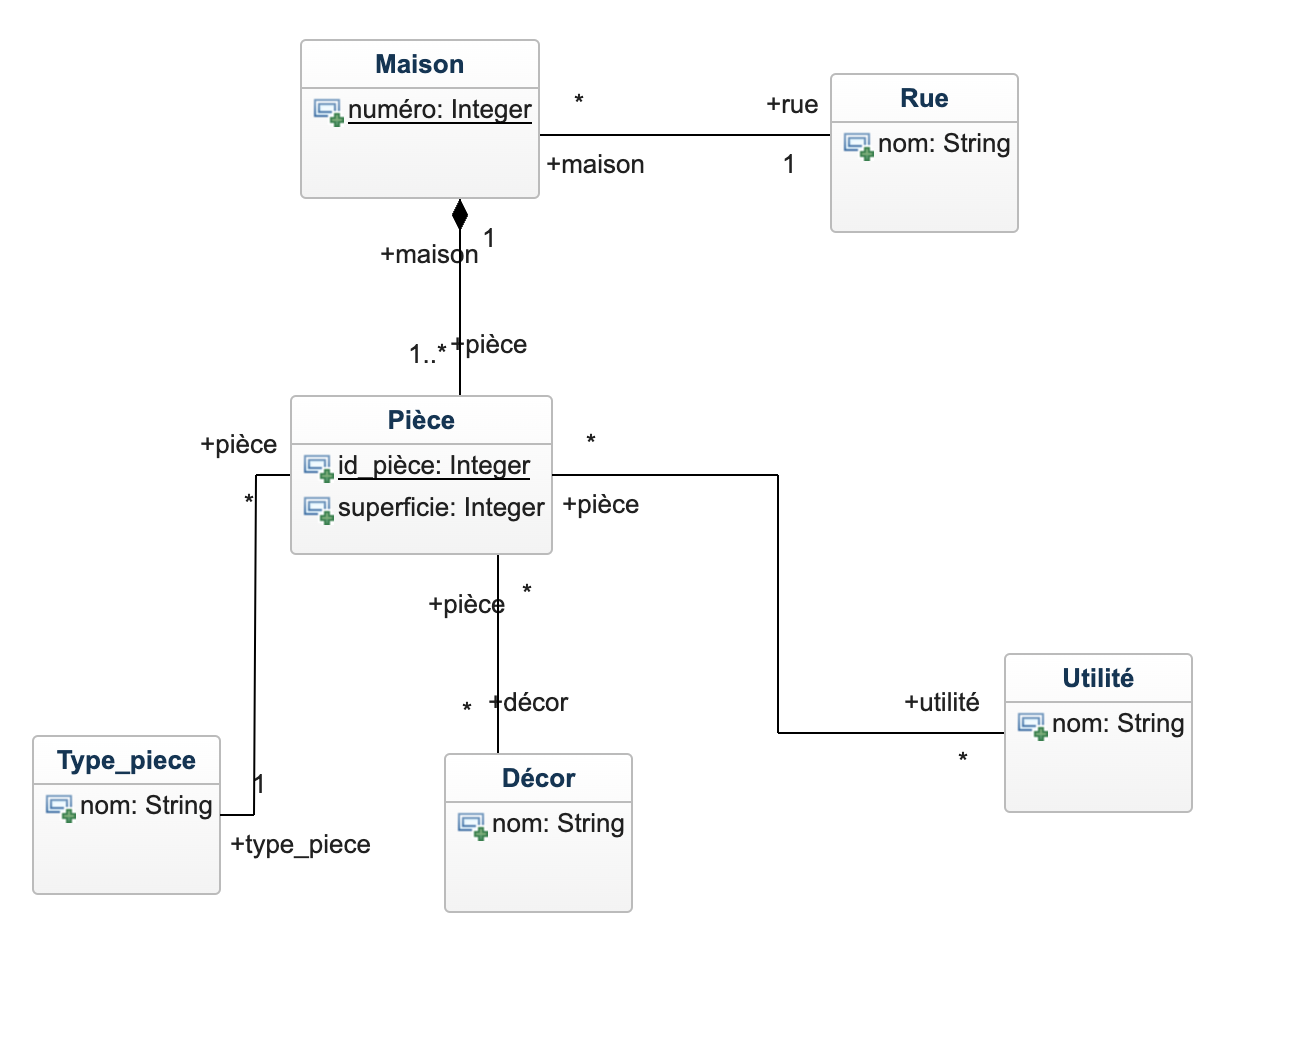 Maison
numéro: Integer
*
+rue
Rue
nom: String
+maison
1
1
+maison
1..*
+pièce
Pièce
id_pièce: Integer
superficie: Integer
+pièce
*
*
+pièce
+pièce
*
*
+décor
+utilité
*
Utilité
nom: String
Type_piece
nom: String
1
+type_piece
Décor
nom: String